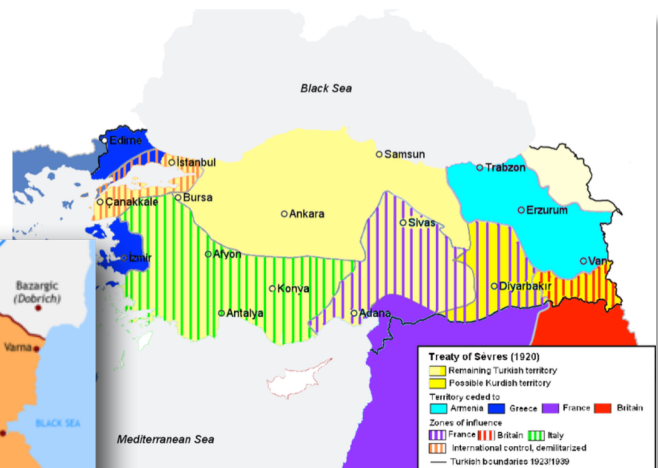 Black Sea
Edirne
İstanbul
Samsun
Trabzon
Çanakkale
Bursa
Ankara
Sivas
Erzurum
İzmir
Afyon
Van
Konya
Diyarbakır
Antalya
Adana
Bazargic
(Dobrich)
Varna
BLACK SEA
Mediterranean Sea
Treaty of Sèvres (1920)
Remaining Turkish territory
Possible Kurdish territory
Territory ceded to
Armenia Greece France Britain
Zones of influence
France Britain Italy
International control, demilitarized
Turkish boundaries 1923/1939